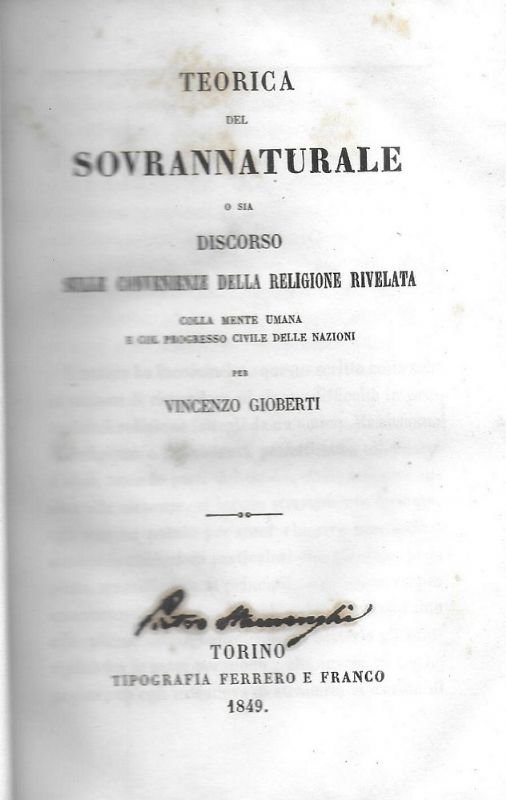 TEORICA
DEL
SOVRANNATURALE
O SIA
DISCORSO
SULLE CONVENIENZE DELLA RELIGIONE RIVELATA
COLLA MENTE UMANA
E COL PROGRESSO CIVILE DELLE NAZIONI
PER
VINCENZO GIOBERTI
Pietro
TORINO
TIPOGRAFIA FERRERO E FRANCO
1849.